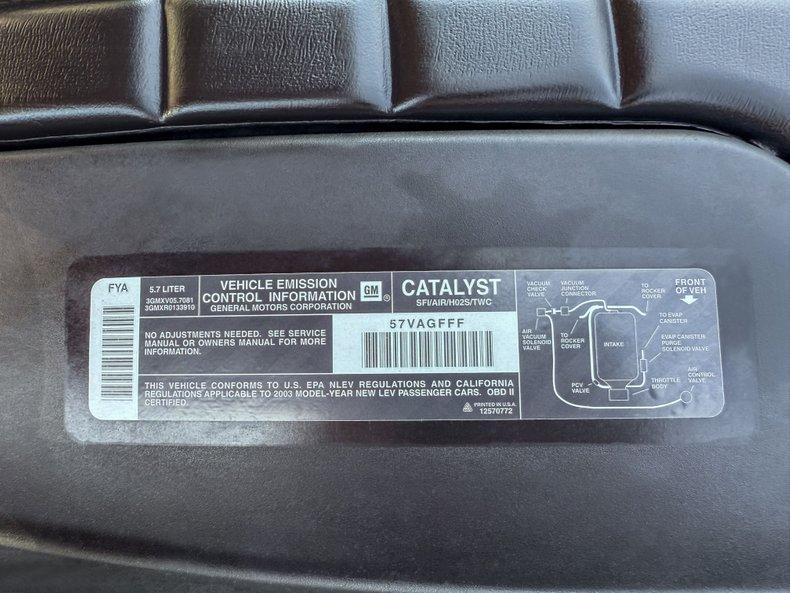 FYA
5.7 LITER
3GMXV05.7081
3GMXR0133910
VEHICLE EMISSION
CONTROL INFORMATION
GENERAL MOTORS CORPORATION
GM ®
CATALYST
SFI/AIR/H02S/TWC
NO ADJUSTMENTS NEEDED. SEE SERVICE
MANUAL OR OWNERS MANUAL FOR MORE
INFORMATION.
57VAGFFF
THIS VEHICLE CONFORMS TO U.S. EPA NLEV REGULATIONS AND CALIFORNIA
REGULATIONS APPLICABLE TO 2003 MODEL-YEAR NEW LEV PASSENGER CARS. OBD II
CERTIFIED.
PRINTED IN U.S.A.
12570772
VACUUM
CHECK
VALVE
VACUUM
JUNCTION
CONNECTOR
TO
ROCKER
COVER
FRONT
OF VEH
AIR
VACUUM
SOLENOID
VALVE
TO
ROCKER
COVER
INTAKE
TO EVAP
CANISTER
EVAP CANISTER
PURGE
SOLENOID VALVE
PCV
VALVE
THROTTLE
BODY
AIR
CONTROL
VALVE